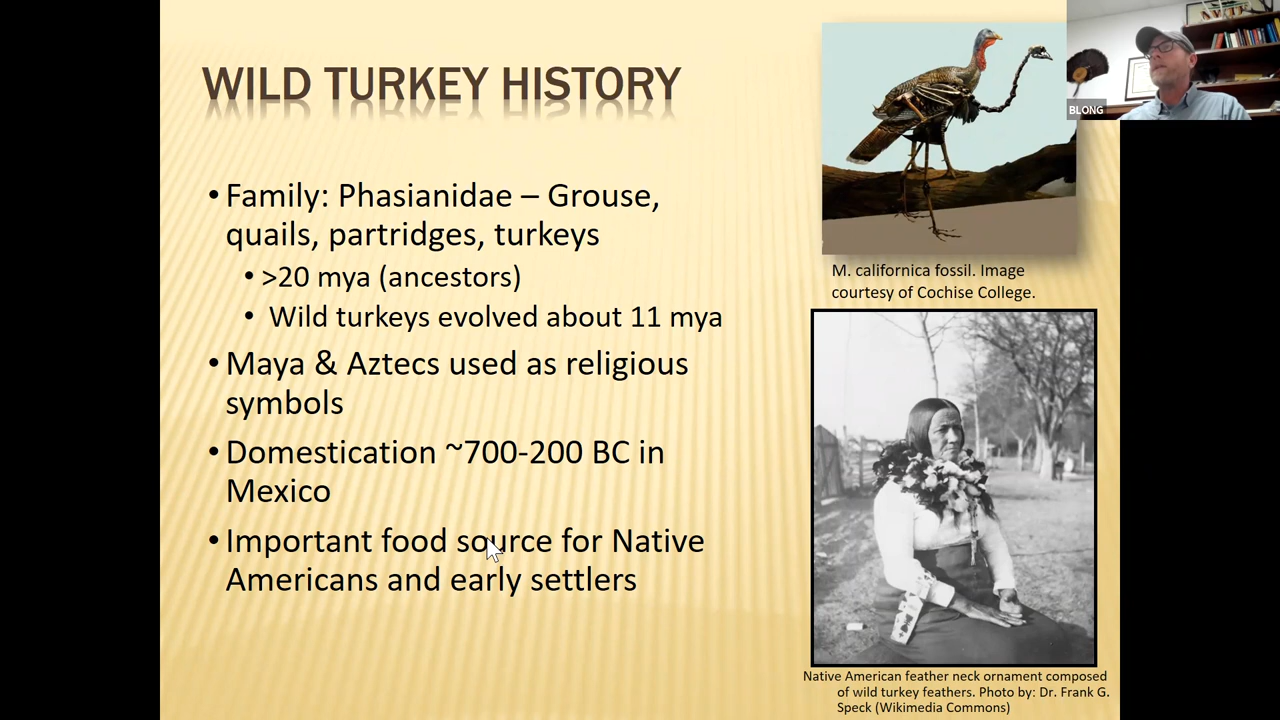 WILD TURKEY HISTORY
•Family: Phasianidae – Grouse,
quails, partridges, turkeys
•>20 mya (ancestors)
• Wild turkeys evolved about 11 mya
•Maya & Aztecs used as religious
symbols
•Domestication ~700-200 BC in
Mexico
•Important food source for Native
Americans and early settlers
M. californica fossil. Image
courtesy of Cochise College.
Native American feather neck ornament composed
of wild turkey feathers. Photo by: Dr. Frank G.
Speck (Wikimedia Commons)
BLONG